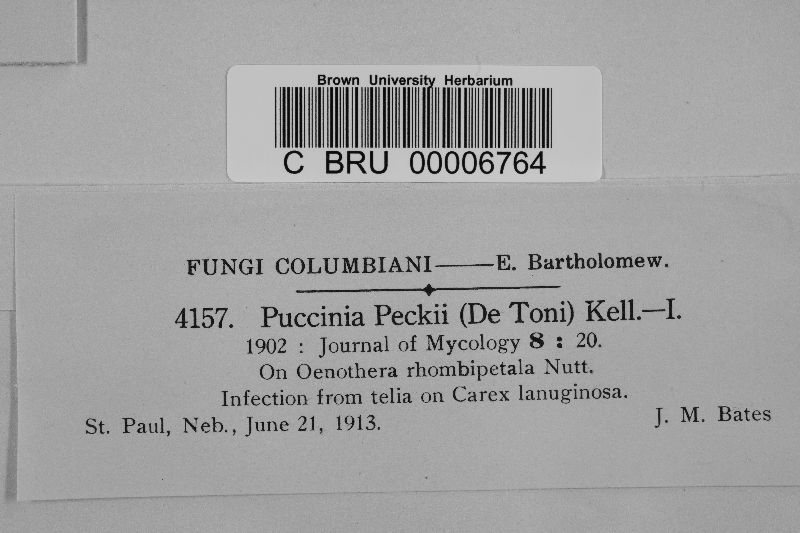 Brown University Herbarium
C BRU 00006764
FUNGI COLUMBIANI—E. Bartholomew.
4157. Puccinia Peckii (De Toni) Kell.—I.
1902 : Journal of Mycology 8 : 20.
On Oenothera rhombipetala Nutt.
Infection from telia on Carex lanuginosa.
St. Paul, Neb., June 21, 1913. J. M. Bates